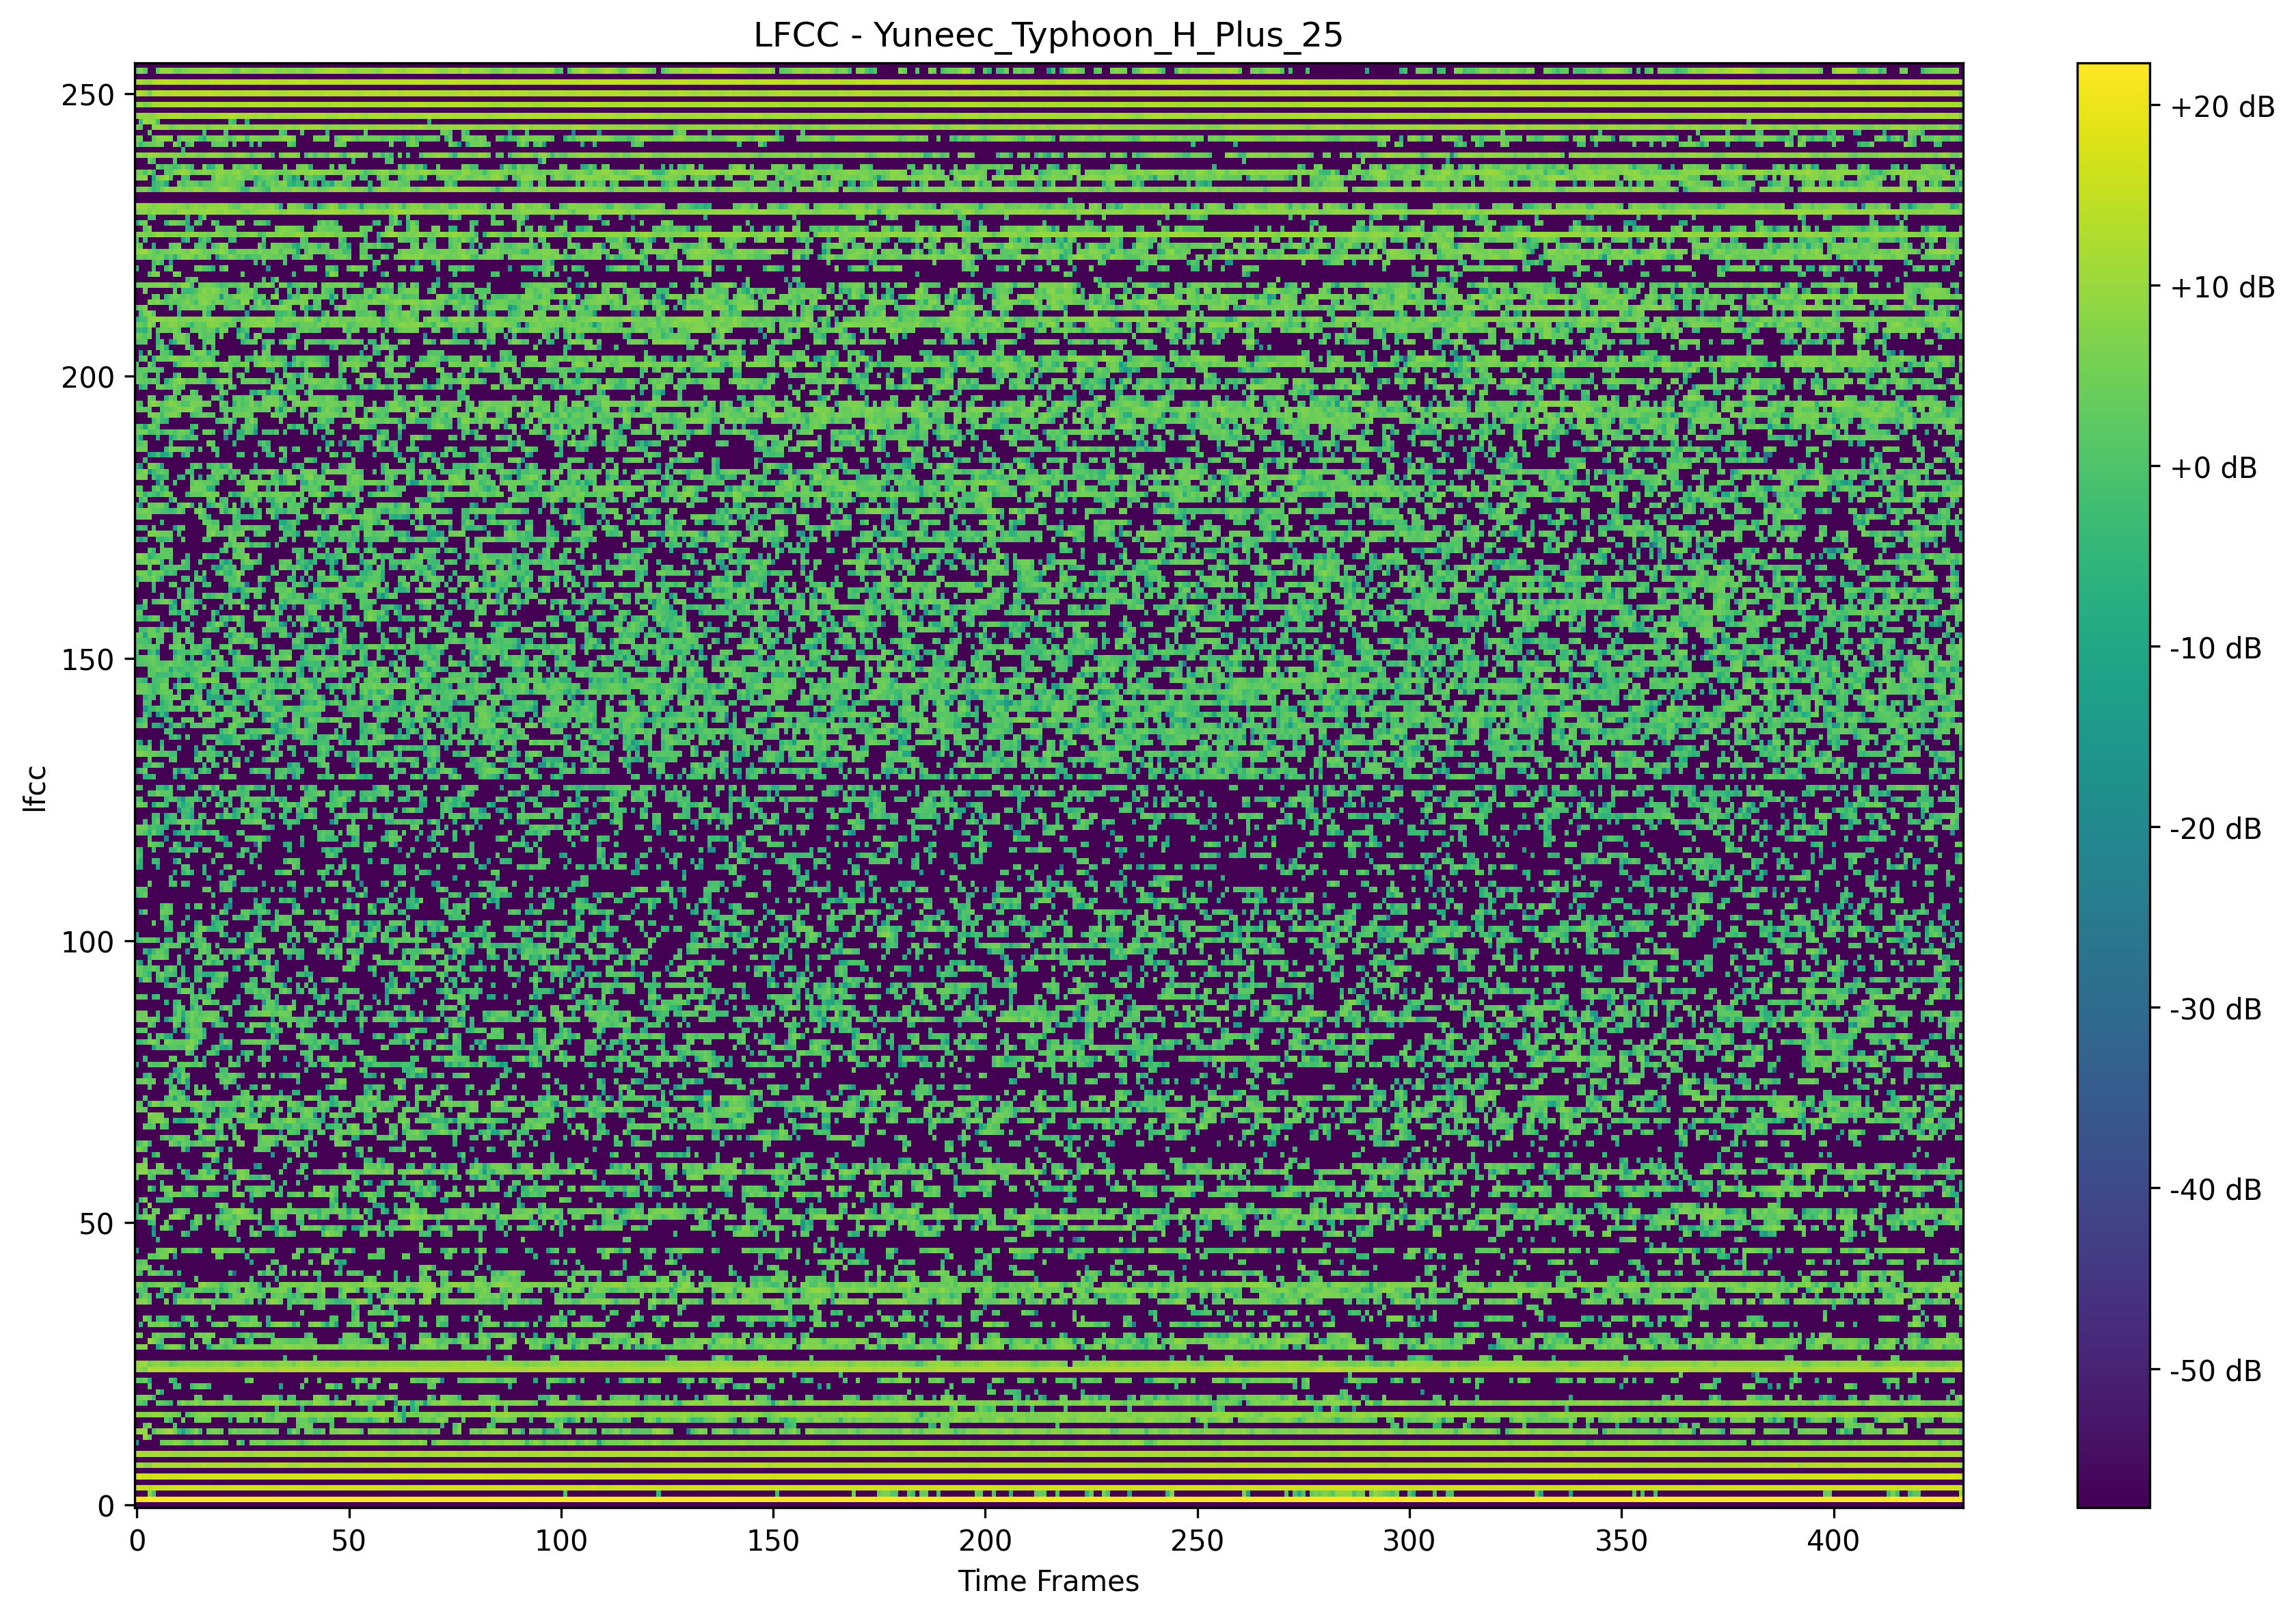 LFCC - Yuneec_Typhoon_H_Plus_25
250
200
150
100
50
0
lfcc
0 50 100 150 200 250 300 350 400
Time Frames
+20 dB
+10 dB
+0 dB
-10 dB
-20 dB
-30 dB
-40 dB
-50 dB